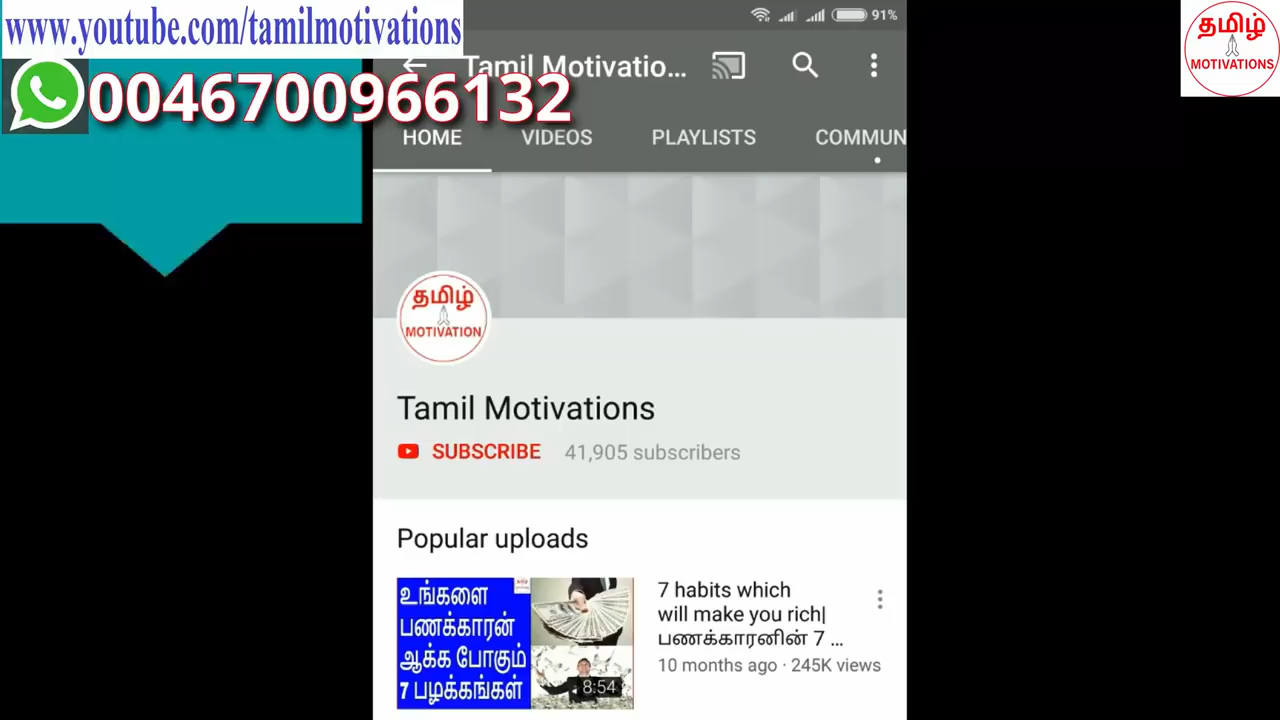 www.youtube.com/tamilmotivations
0046700966132
91%
Tamil Motivatio...
HOME VIDEOS PLAYLISTS COMMUN
தமிழ்
MOTIVATIONS
தமிழ்
MOTIVATION
Tamil Motivations
SUBSCRIBE 41,905 subscribers
Popular uploads
உங்களை
பணக்காரன்
ஆக்க போகும்
7 பழக்கங்கள்
8:54
7 habits which
will make you rich|
பணக்காரனின் 7 ...
10 months ago · 245K views